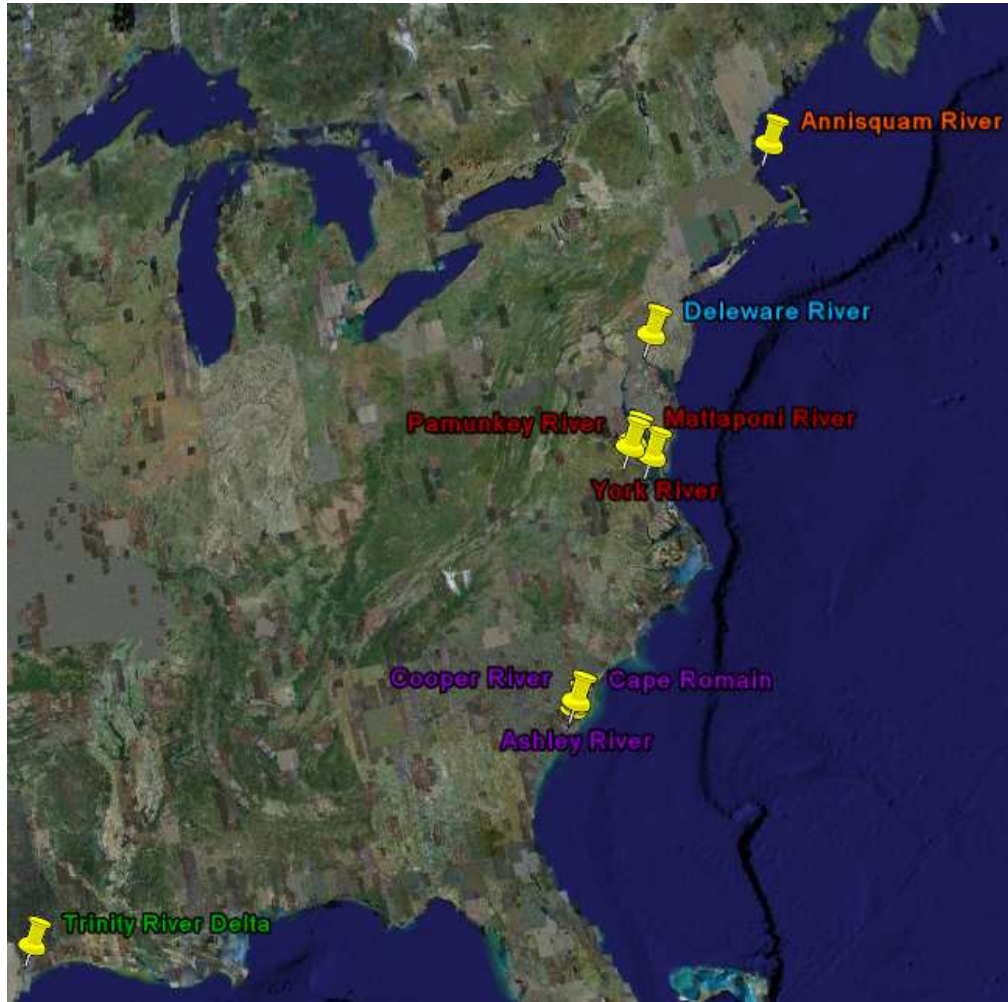 Annisquam River
Deleware River
Pamunkey River
Mattaponi River
York River
Cooper River
Cape Romain
Ashley River
Trinity River Delta